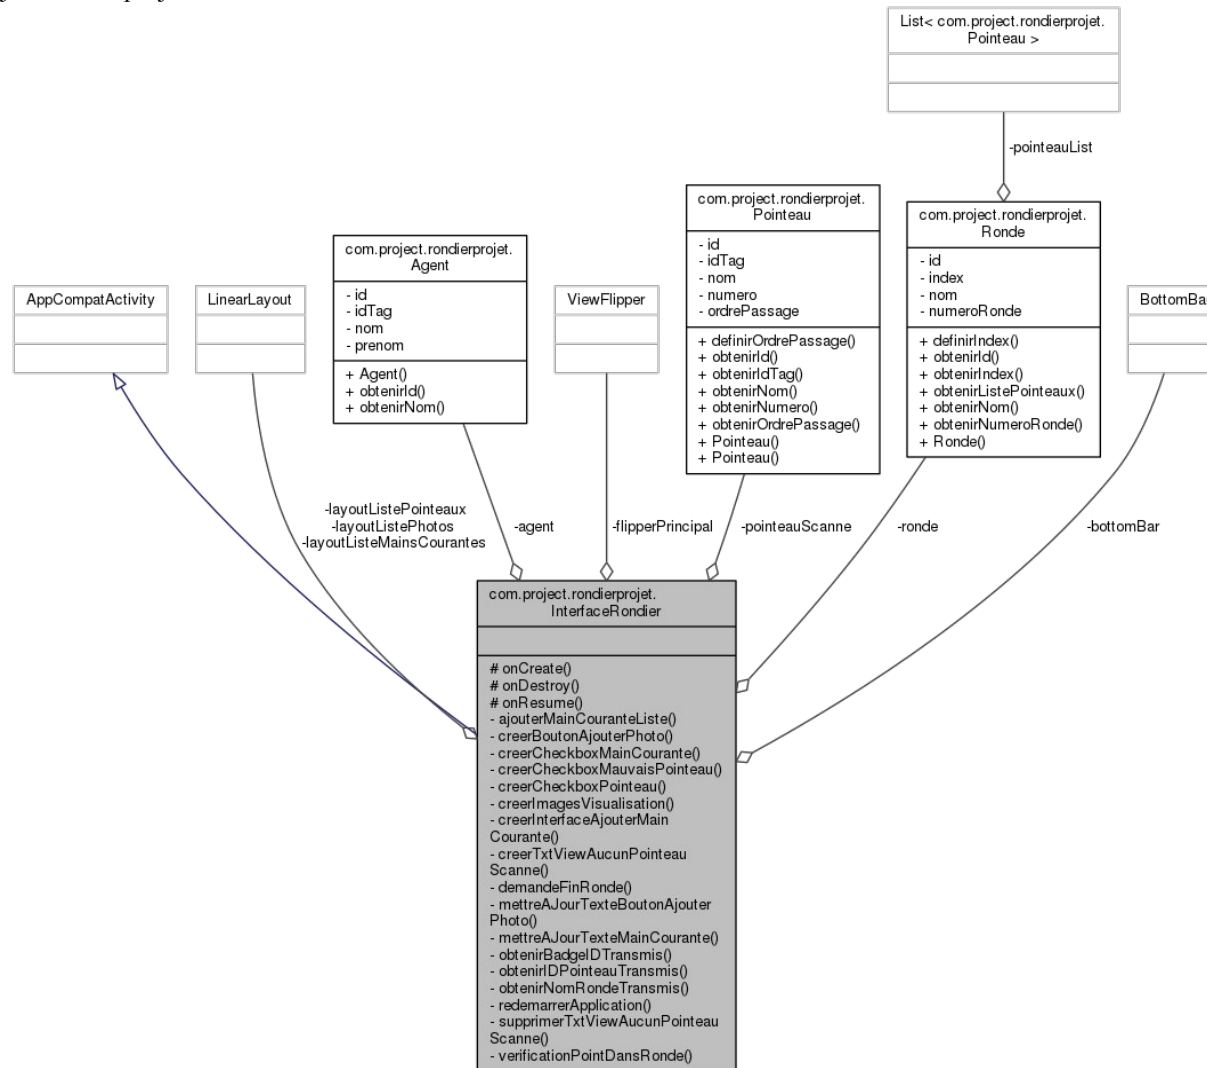 List< com.project.rondierprojet.
Pointeau >
-pointeauList
com.project.rondierprojet.
Pointeau
- id
- idTag
- nom
- numero
- ordrePassage
+ definirOrdrePassage()
+ obtenirId()
+ obtenirIdTag()
+ obtenirNom()
+ obtenirNumero()
+ obtenirOrdrePassage()
+ Pointeau()
+ Pointeau()
com.project.rondierprojet.
Ronde
- id
- index
- nom
- numeroRonde
+ definirIndex()
+ obtenirId()
+ obtenirIndex()
+ obtenirListePointeaux()
+ obtenirNom()
+ obtenirNumeroRonde()
+ Ronde()
com.project.rondierprojet.
Agent
- id
- idTag
- nom
- prenom
+ Agent()
+ obtenirId()
+ obtenirNom()
AppCompatActivity
LinearLayout
ViewFlipper
BottomBar
-layoutListePointeaux
-layoutListePhotos
-layoutListeMainsCourantes
-agent
-flipperPrincipal
-pointeauScanne
-ronde
-bottomBar
com.project.rondierprojet.
InterfaceRondier
# onCreate()
# onDestroy()
# onResume()
- ajouterMainCouranteListe()
- creerBoutonAjouterPhoto()
- creerCheckboxMainCourante()
- creerCheckboxMauvaisPointeau()
- creerCheckboxPointeau()
- creerImagesVisualisation()
- creerInterfaceAjouterMain
Courante()
- creerTxtViewAucunPointeau
Scanne()
- demandeFinRonde()
- mettreAJourTexteBoutonAjouter
Photo()
- mettreAJourTexteMainCourante()
- obtenirBadgeIDTransmis()
- obtenirIDPointeauTransmis()
- obtenirNomRondeTransmis()
- redemarrerApplication()
- supprimerTxtViewAucunPointeau
Scanne()
- verificationPointDansRonde()